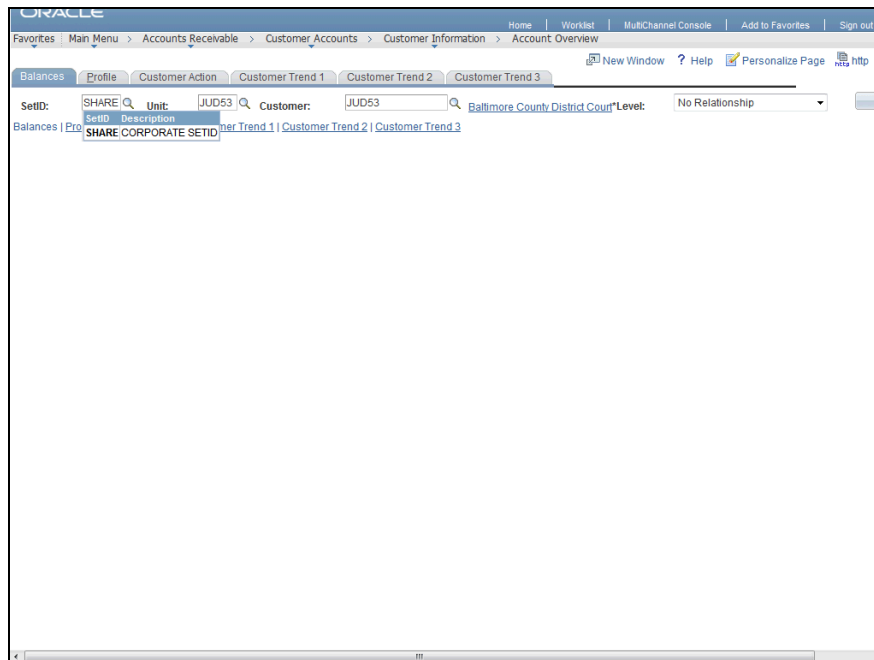 ORACLE
Home | Worklist | MultiChannel Console | Add to Favorites | Sign out
Favorites Main Menu > Accounts Receivable > Customer Accounts > Customer Information > Account Overview
New Window ? Help Personalize Page http
Balances Profile Customer Action Customer Trend 1 Customer Trend 2 Customer Trend 3
SetID: SHARE Unit: JUD53 Customer: JUD53 Baltimore County District Court *Level: No Relationship
SetID Description
Balances | Pro mer Trend 1 | Customer Trend 2 | Customer Trend 3
SHARE CORPORATE SETID